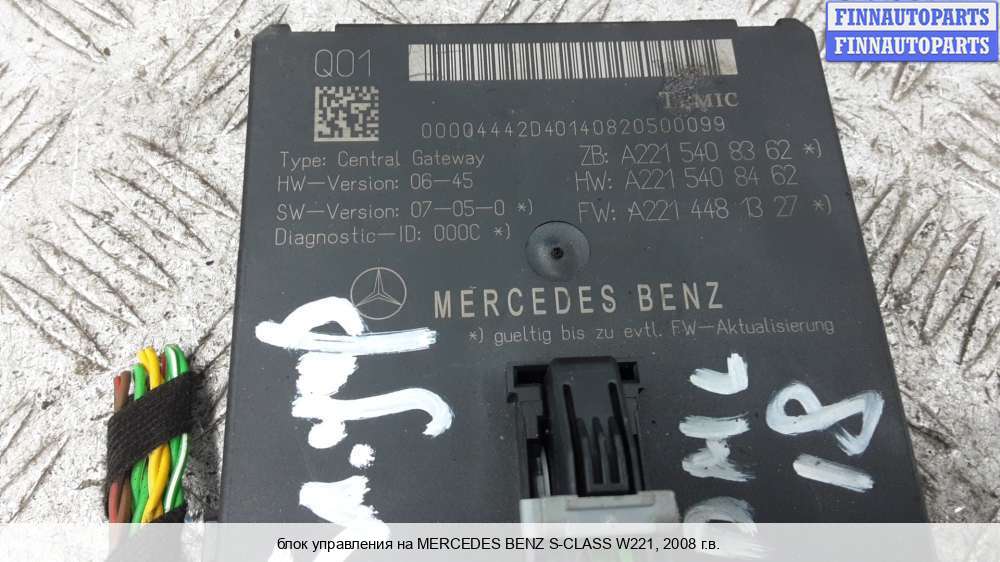 FINNAUTOPARTS
FINNAUTOPARTS
Q01
TEMIC
00004442D40140820500099
Type: Central Gateway
ZB: A221 540 83 62 *)
HW-Version: 06-45
HW: A221 540 84 62
SW-Version: 07-05-0 *)
FW: A221 448 13 27 *)
Diagnostic-ID: 000C *)
MERCEDES BENZ
*) gueltig bis zu evtl. FW-Aktualisierung
18
блок управления на MERCEDES BENZ S-CLASS W221, 2008 г.в.